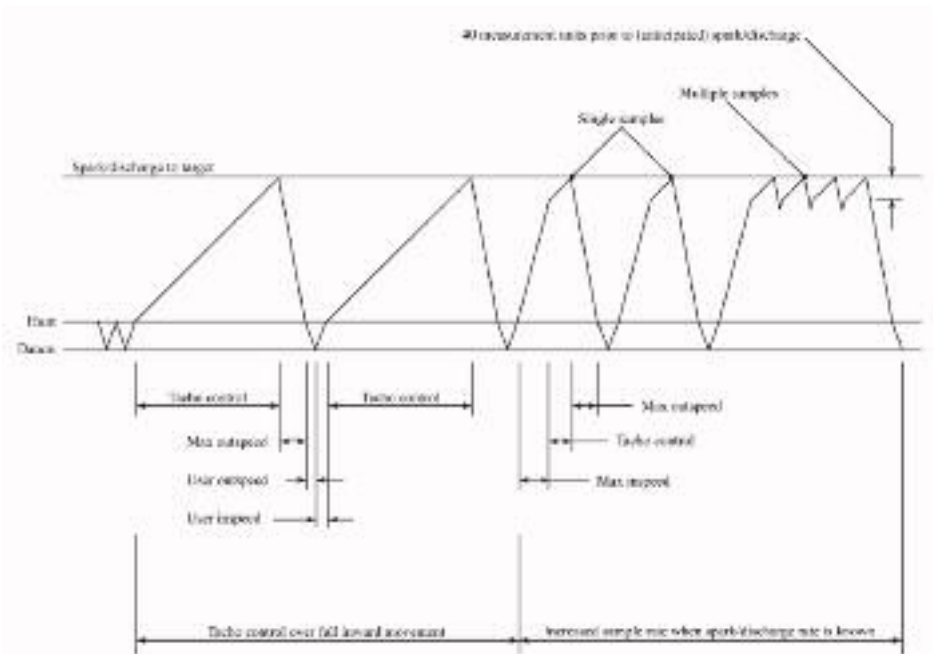 40 measurement units prior to (anticipated) spark/discharge
Multiple samples
Single samples
Spark/discharge to target
Hunt
Datum
Tacho control
Tacho control
Max outspeed
Max outspeed
Tacho control
User outspeed
Max inspeed
User inspeed
Tacho control over full inward movement
Increased sample rate when spark/discharge rate is known